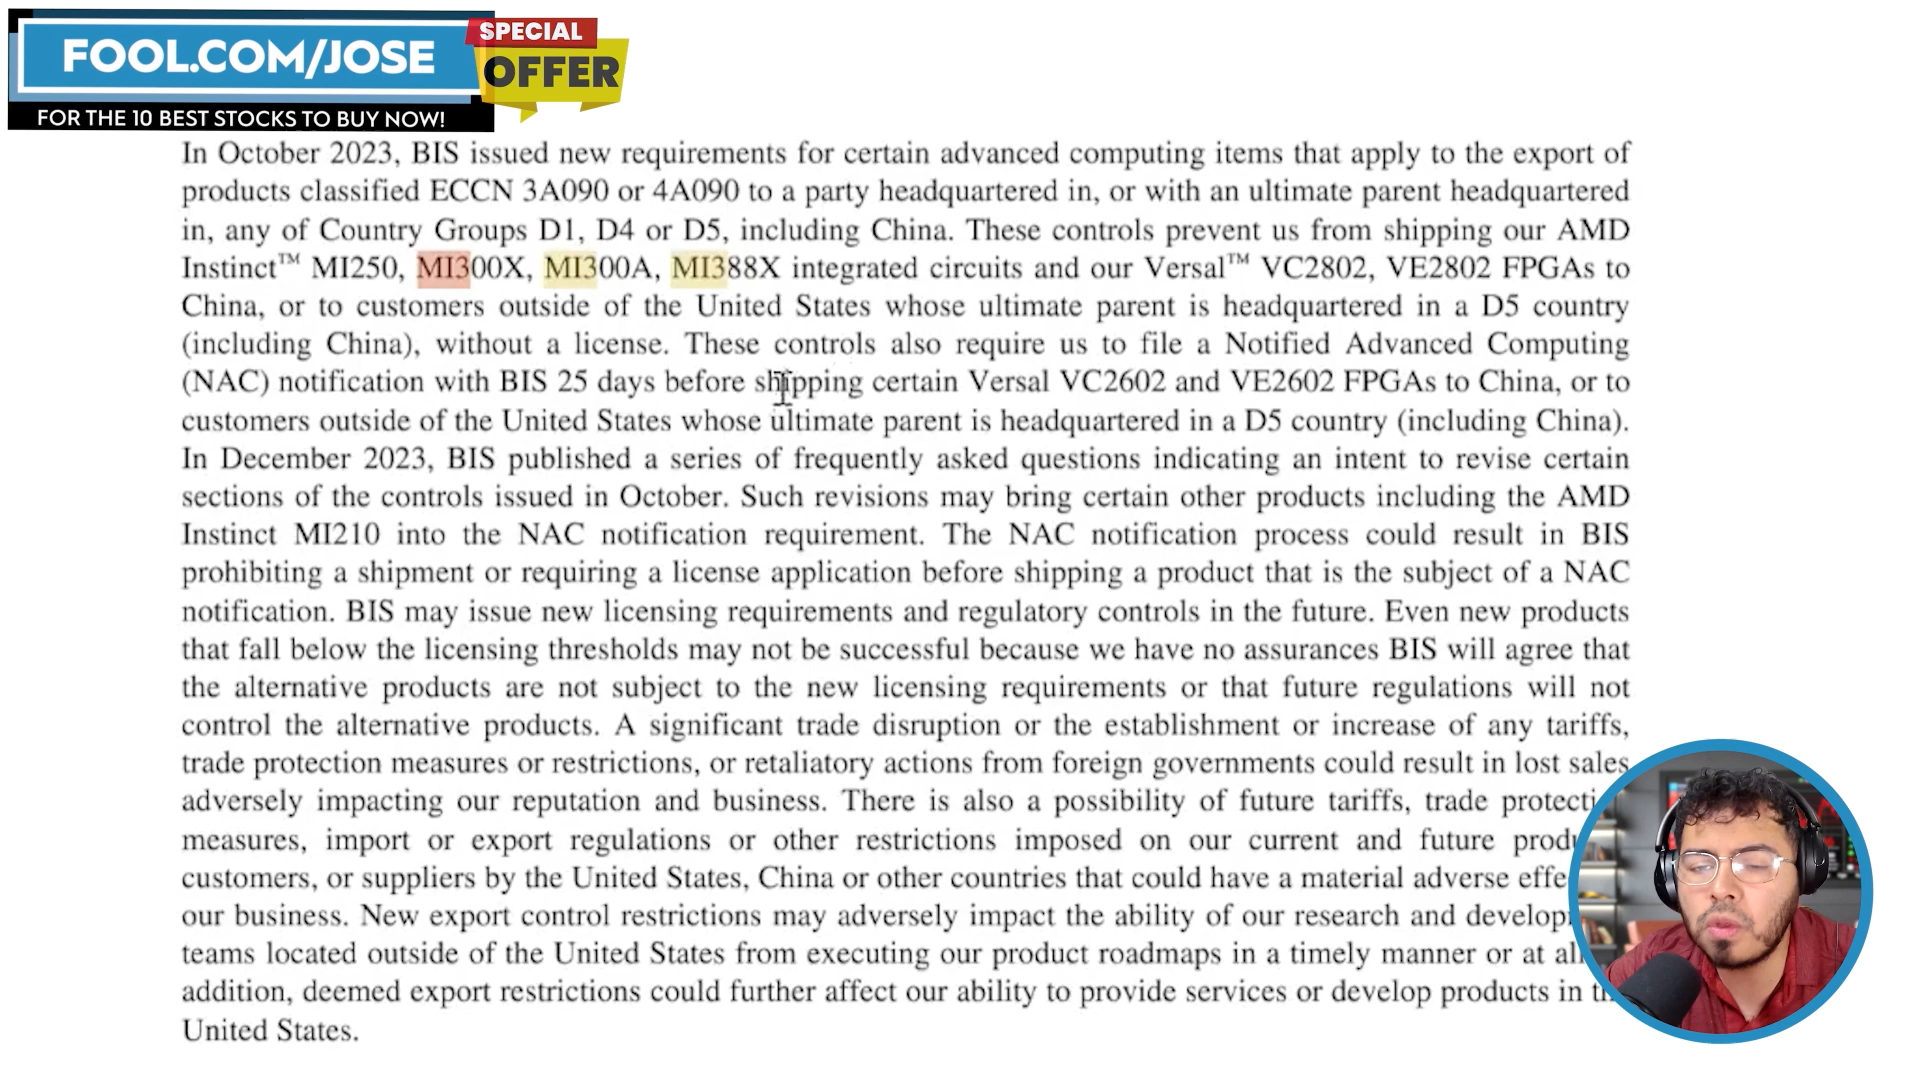 FOOL.COM/JOSE
SPECIAL
OFFER
FOR THE 10 BEST STOCKS TO BUY NOW!
In October 2023, BIS issued new requirements for certain advanced computing items that apply to the export of
products classified ECCN 3A090 or 4A090 to a party headquartered in, or with an ultimate parent headquartered
in, any of Country Groups D1, D4 or D5, including China. These controls prevent us from shipping our AMD
Instinct™ MI250, MI300X, MI300A, MI388X integrated circuits and our Versal™ VC2802, VE2802 FPGAs to
China, or to customers outside of the United States whose ultimate parent is headquartered in a D5 country
(including China), without a license. These controls also require us to file a Notified Advanced Computing
(NAC) notification with BIS 25 days before shipping certain Versal VC2602 and VE2602 FPGAs to China, or to
customers outside of the United States whose ultimate parent is headquartered in a D5 country (including China).
In December 2023, BIS published a series of frequently asked questions indicating an intent to revise certain
sections of the controls issued in October. Such revisions may bring certain other products including the AMD
Instinct MI210 into the NAC notification requirement. The NAC notification process could result in BIS
prohibiting a shipment or requiring a license application before shipping a product that is the subject of a NAC
notification. BIS may issue new licensing requirements and regulatory controls in the future. Even new products
that fall below the licensing thresholds may not be successful because we have no assurances BIS will agree that
the alternative products are not subject to the new licensing requirements or that future regulations will not
control the alternative products. A significant trade disruption or the establishment or increase of any tariffs,
trade protection measures or restrictions, or retaliatory actions from foreign governments could result in lost sales
adversely impacting our reputation and business. There is also a possibility of future tariffs, trade protecti
measures, import or export regulations or other restrictions imposed on our current and future produ
customers, or suppliers by the United States, China or other countries that could have a material adverse effe
our business. New export control restrictions may adversely impact the ability of our research and develop
teams located outside of the United States from executing our product roadmaps in a timely manner or at al
addition, deemed export restrictions could further affect our ability to provide services or develop products in t
United States.